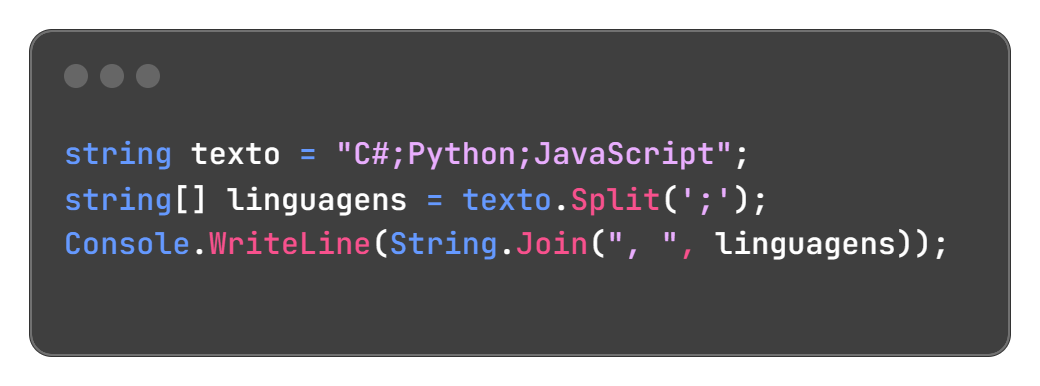 string texto = "C#;Python;JavaScript";
string[] linguagens = texto.Split(';');
Console.WriteLine(String.Join(", ", linguagens));